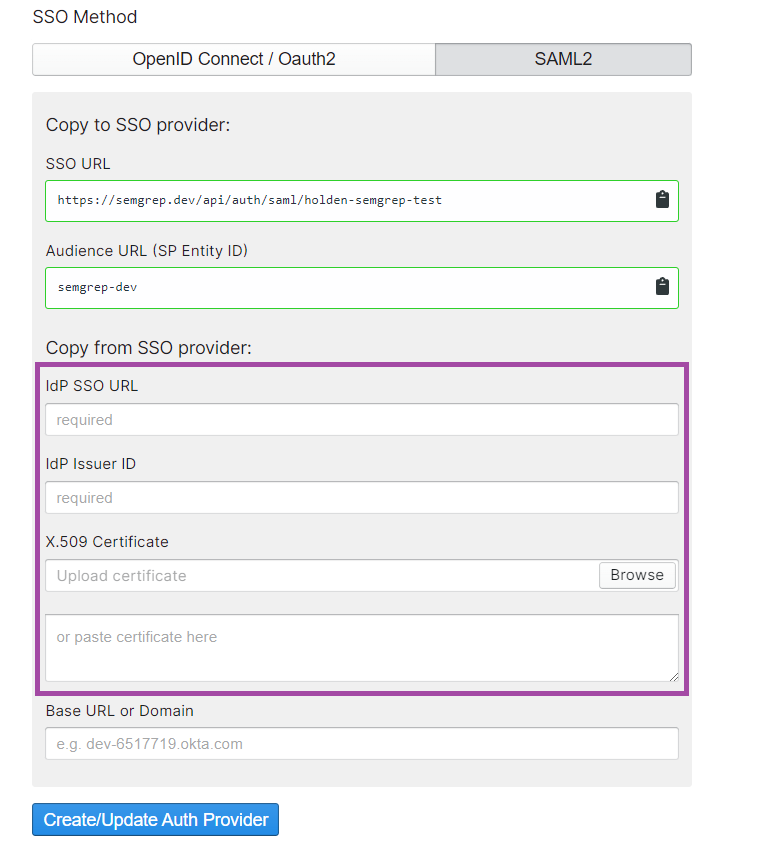 SSO Method
OpenID Connect / Oauth2
SAML2
Copy to SSO provider:
SSO URL
https://semgrep.dev/api/auth/saml/holden-semgrep-test
Audience URL (SP Entity ID)
semgrep-dev
Copy from SSO provider:
IdP SSO URL
required
IdP Issuer ID
required
X.509 Certificate
Upload certificate
Browse
or paste certificate here
Base URL or Domain
e.g. dev-6517719.okta.com
Create/Update Auth Provider